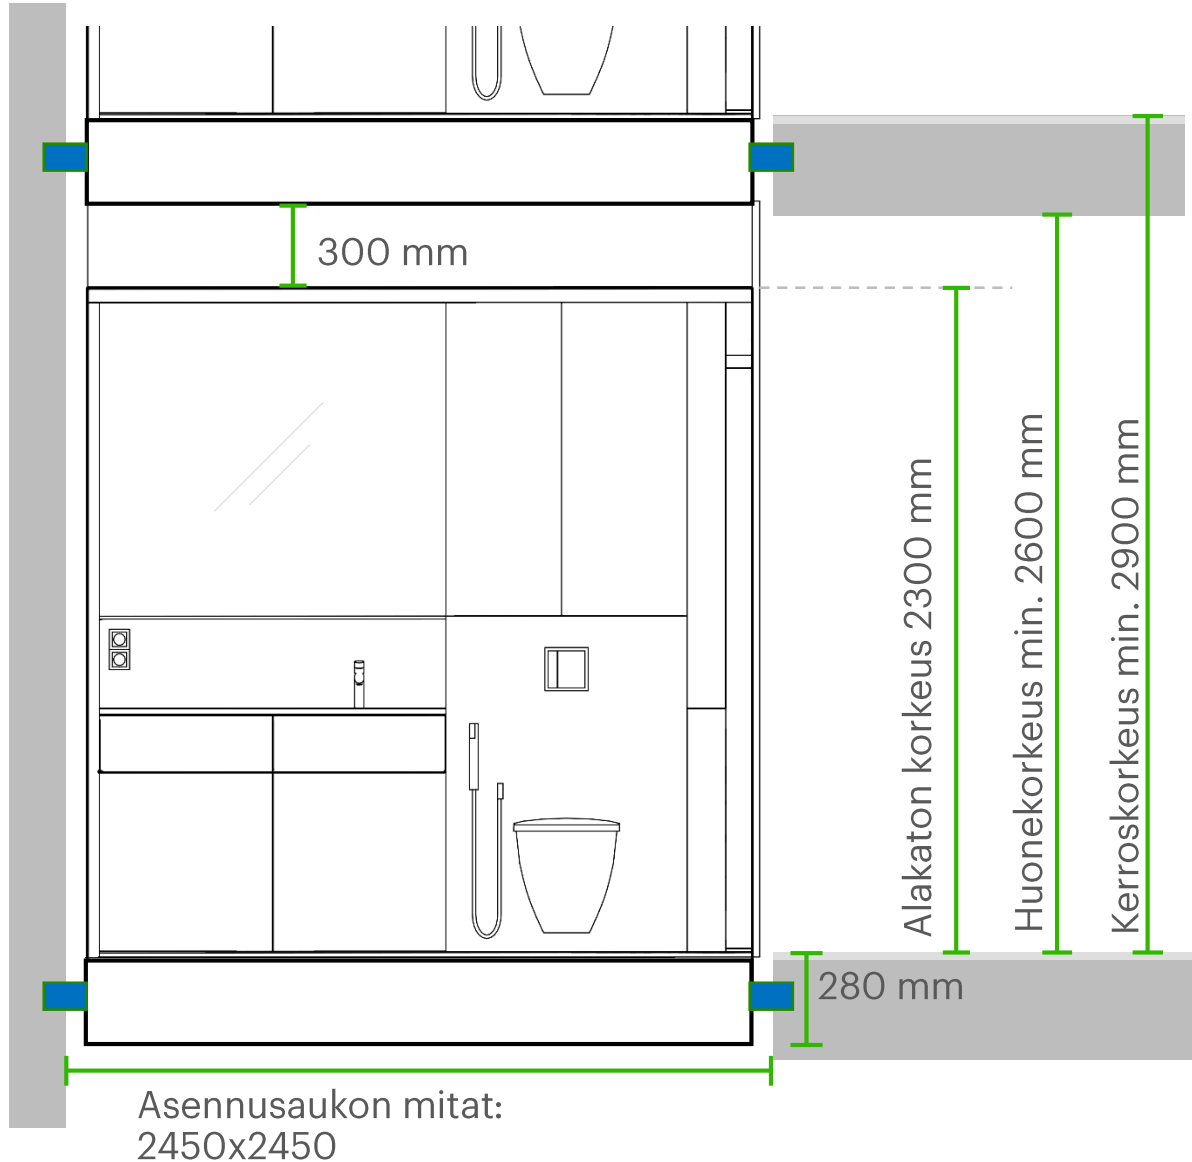 300 mm
Alakaton korkeus 2300 mm
Huonekorkeus min. 2600 mm
Kerroskorkeus min. 2900 mm
280 mm
Asennusaukon mitat:
2450x2450